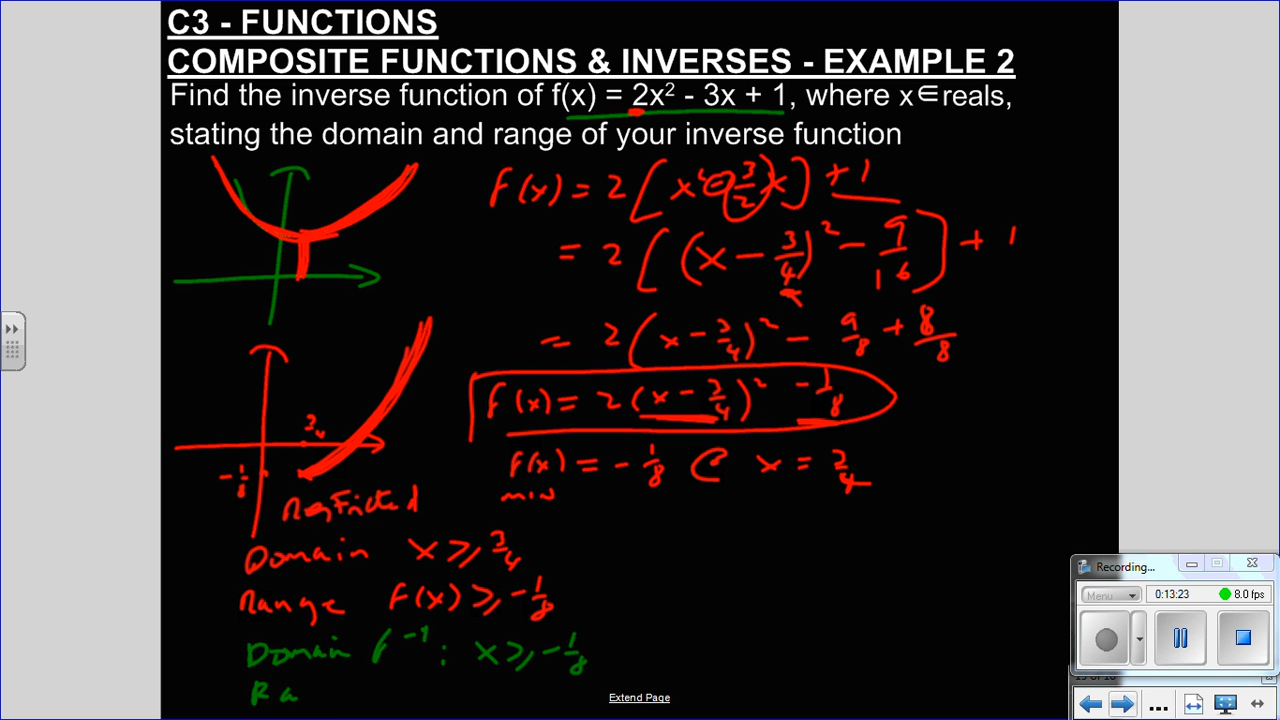 C3 - FUNCTIONS
COMPOSITE FUNCTIONS & INVERSES - EXAMPLE 2
Find the inverse function of f(x) = 2x² - 3x + 1, where x∈reals,
stating the domain and range of your inverse function
f(x) = 2 [ x² - 3/2 x ] + 1
= 2 [ (x - 3/4)² - 9/16 ] + 1
= 2 (x - 3/4)² - 9/8 + 8/8
f(x) = 2 (x - 3/4)² - 1/8
f(x) = - 1/8 @ x = 3/4
min
3/4
-1/8
Restricted
Domain x ⩾ 3/4
Range f(x) ⩾ -1/8
Domain f⁻¹ : x ⩾ -1/8
Ra
Extend Page
Recording...
Menu
0:13:23
8.0 fps